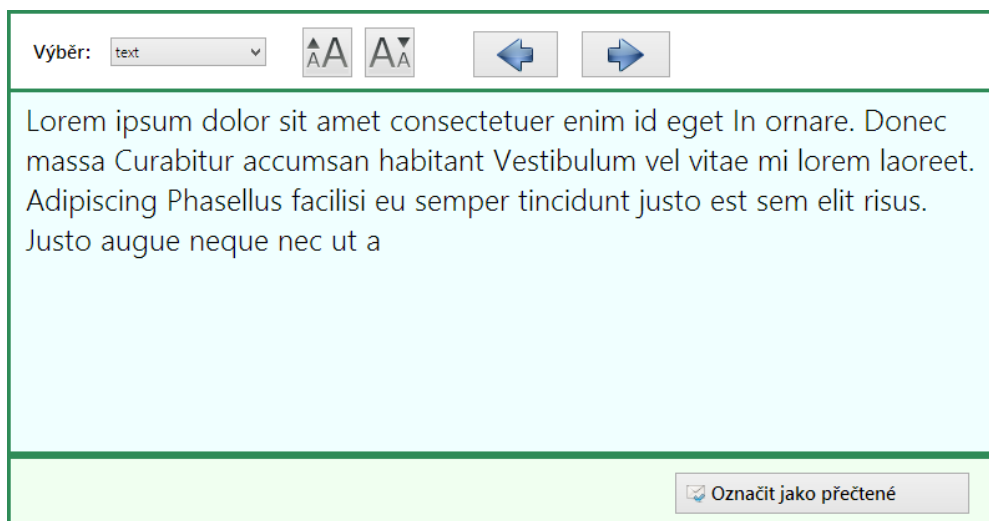 Výběr: text AA AA
Lorem ipsum dolor sit amet consectetuer enim id eget In ornare. Donec
massa Curabitur accumsan habitant Vestibulum vel vitae mi lorem laoreet.
Adipiscing Phasellus facilisi eu semper tincidunt justo est sem elit risus.
Justo augue neque nec ut a
Označit jako přečtené